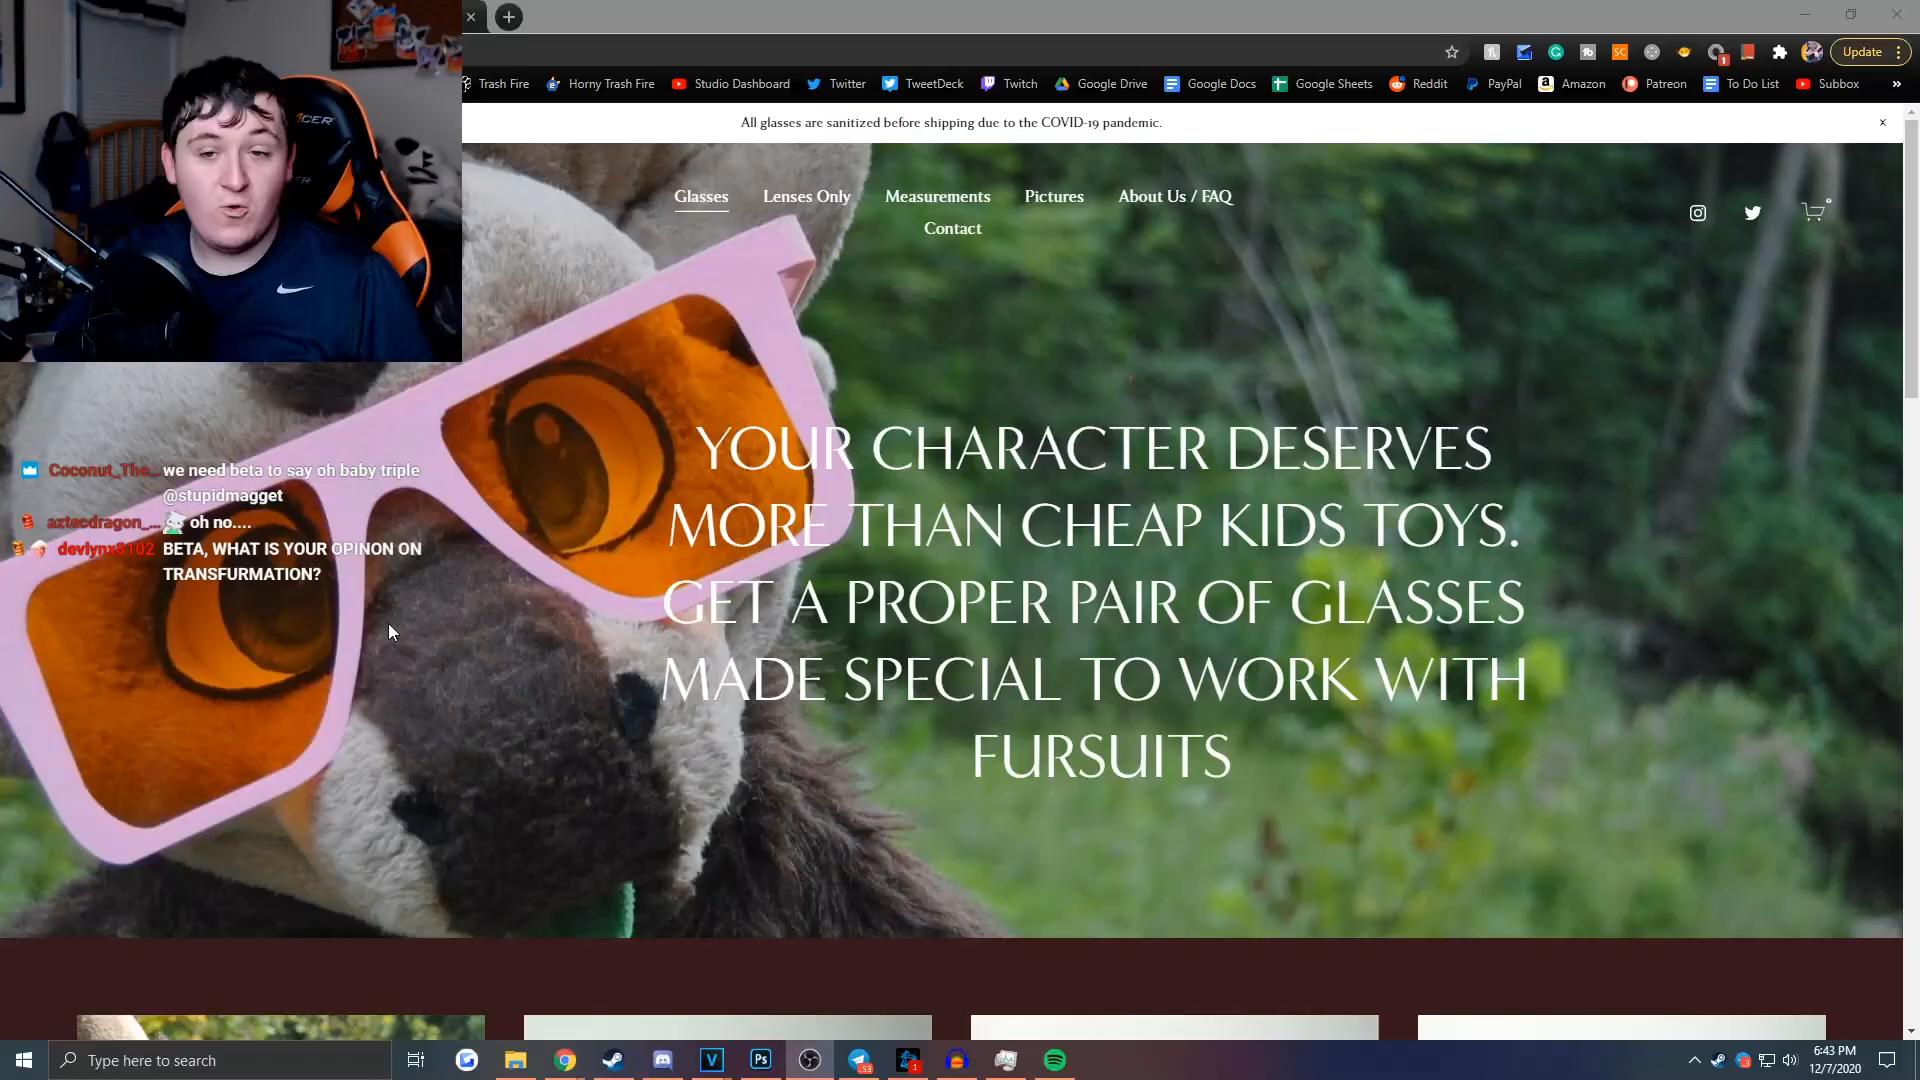 Update
Trash Fire Horny Trash Fire Studio Dashboard Twitter TweetDeck Twitch Google Drive Google Docs Google Sheets Reddit PayPal Amazon Patreon To Do List Subbox »
All glasses are sanitized before shipping due to the COVID-19 pandemic.
Glasses Lenses Only Measurements Pictures About Us / FAQ
Contact
YOUR CHARACTER DESERVES
MORE THAN CHEAP KIDS TOYS.
GET A PROPER PAIR OF GLASSES
MADE SPECIAL TO WORK WITH
FURSUITS
Coconut_The... we need beta to say oh baby triple
@stupidmagget
aztecdragon_... oh no....
devlynx8102 BETA, WHAT IS YOUR OPINON ON
TRANSFURMATION?
Type here to search
6:43 PM
12/7/2020